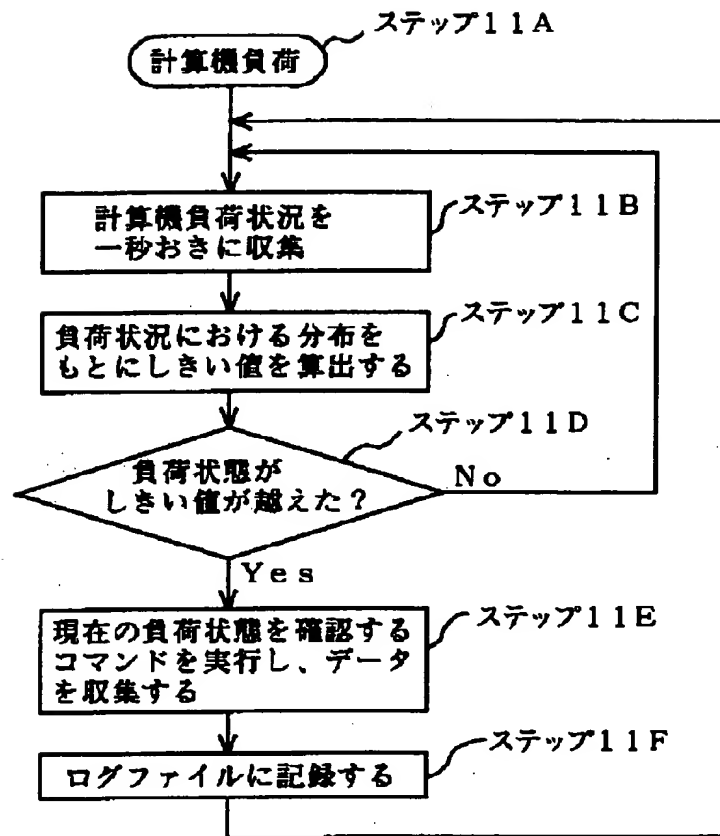 ステップ11A
計算機負荷
計算機負荷状況を
一秒おきに収集
ステップ11B
負荷状況における分布を
もとにしきい値を算出する
ステップ11C
ステップ11D
負荷状態が
しきい値が越えた？
No
Yes
現在の負荷状態を確認する
コマンドを実行し、データ
を収集する
ステップ11E
ステップ11F
ログファイルに記録する